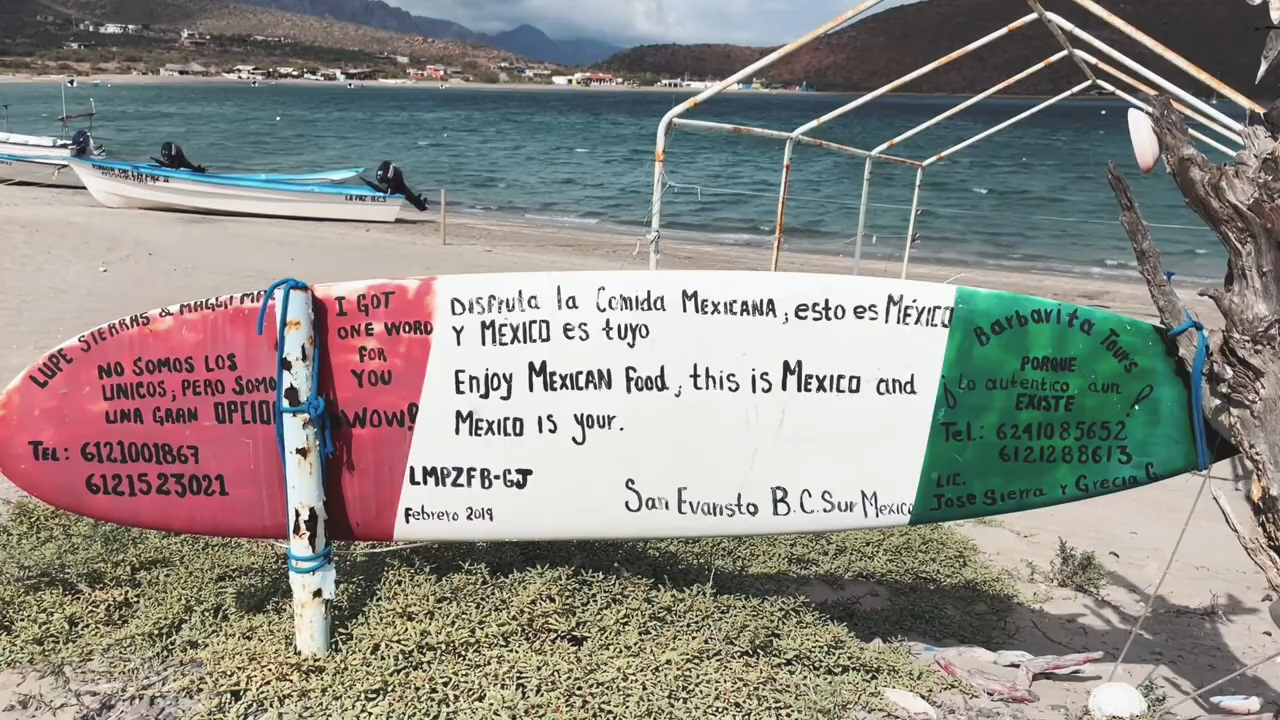 LUPE SIERRAS & MAGGI
NO SOMOS LOS
UNICOS, PERO SOMO
UNA GRAN OPCIO
TEL: 6121001867
6121523021
I GOT
ONE WORD
FOR
YOU
WOW!
Disfruta la Comida MEXICANA, esto es MÉXICO
Y MEXICO es tuyo
Enjoy MEXICAN Food, this is MEXICO and
MEXICO is your.
LMPZFB-GJ
Febrero 2019
San Evaristo B.C. Sur Mexico
Barbarita Tours
PORQUE
¡Lo autentico aun
EXISTE !
Tel.: 6241085652
6121288613
LIC.
Jose Sierra y Grecia G
LA PAZ B.C.S